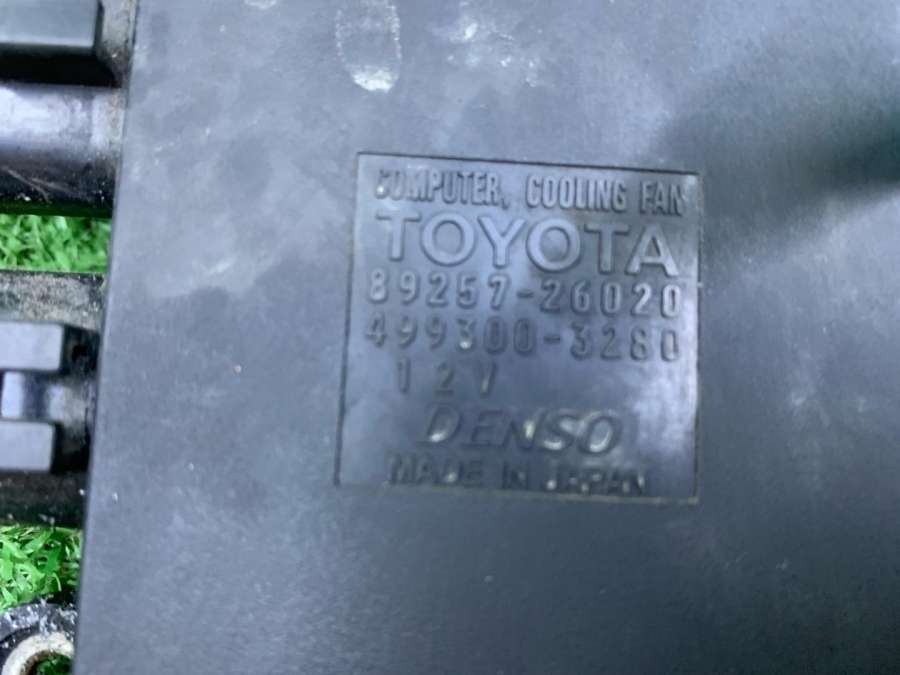 COMPUTER, COOLING FAN
TOYOTA
89257-26020
499300-3280
12V
DENSO
MADE IN JAPAN